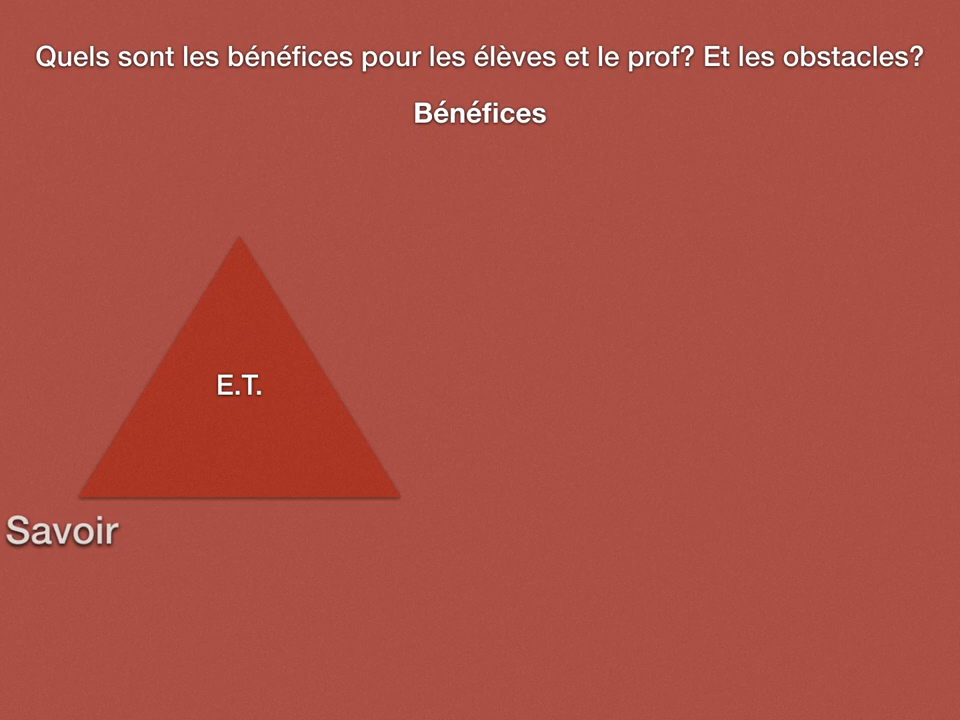 Quels sont les bénéfices pour les élèves et le prof? Et les obstacles?
Bénéfices
E.T.
Savoir